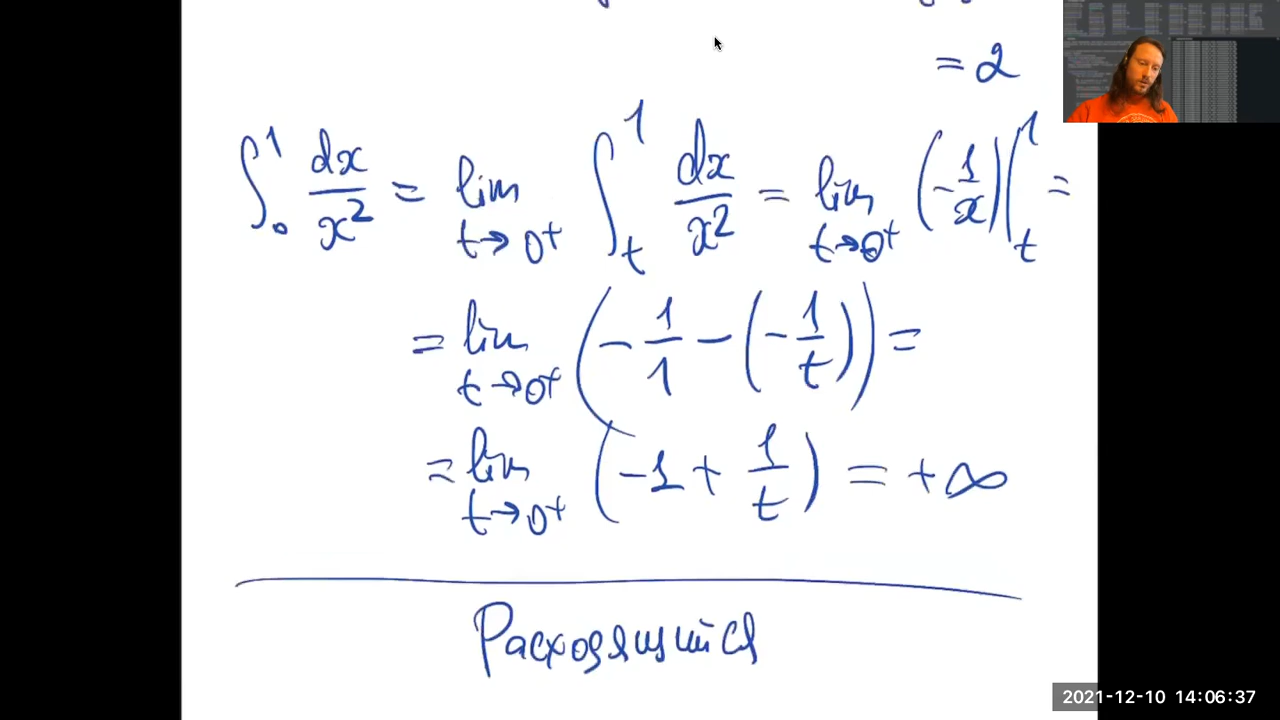 = 2
∫₀¹ dx/x² = lim_{t→0⁺} ∫ₜ¹ dx/x² = lim_{t→0⁺} (-1/x)|ₜ¹ =
= lim_{t→0⁺} (-1/1 - (-1/t)) =
= lim_{t→0⁺} (-1 + 1/t) = +∞
Расходящийся
2021-12-10 14:06:37